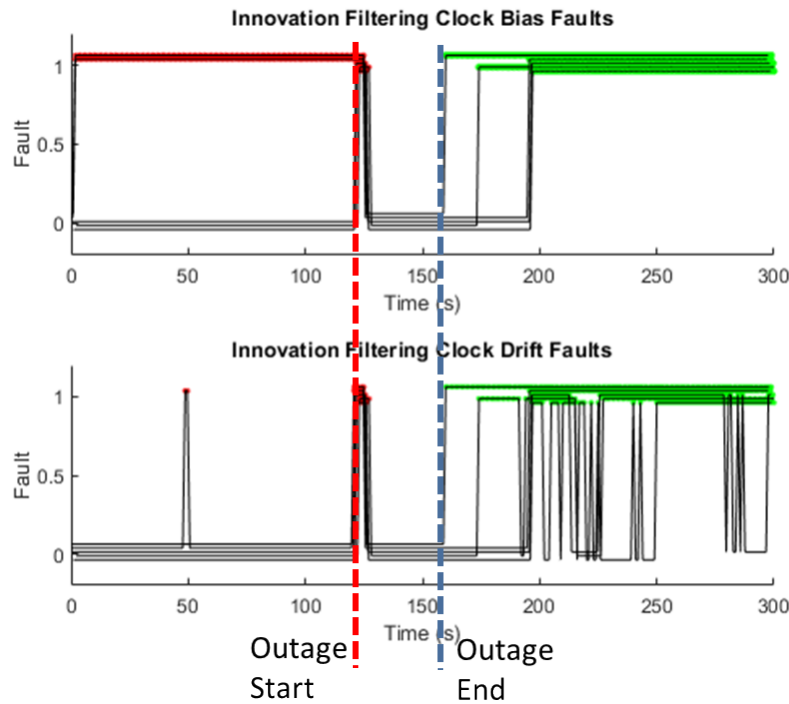 Innovation Filtering Clock Bias Faults
1
0.5
0
Fault
0 50 100 150 200 250 300
Time (s)
Innovation Filtering Clock Drift Faults
1
0.5
0
Fault
0 50 100 150 200 250 300
Time (s)
Outage
Start
Outage
End